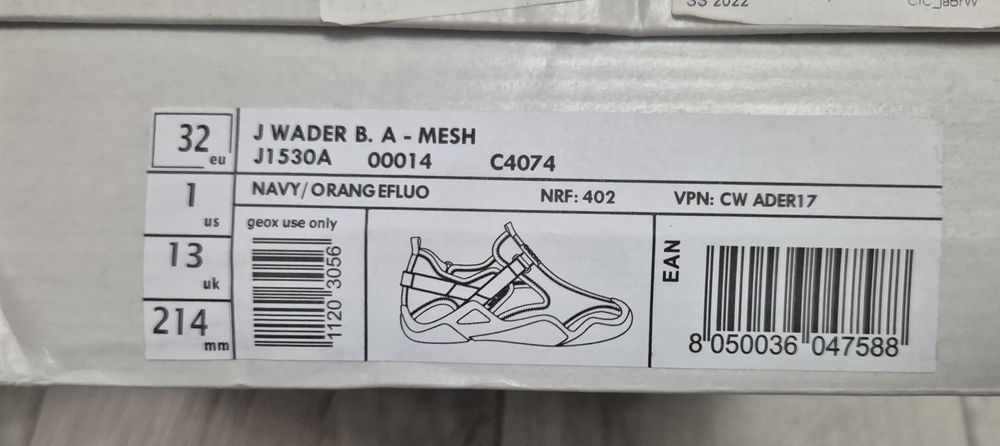 SS 2022
32 eu
1 us
13 uk
214 mm
J WADER B. A - MESH
J1530A 00014 C4074
NAVY/ORANGEFLUO NRF: 402 VPN: CW ADER17
geox use only
1120 3056
EAN
8 050036 047588